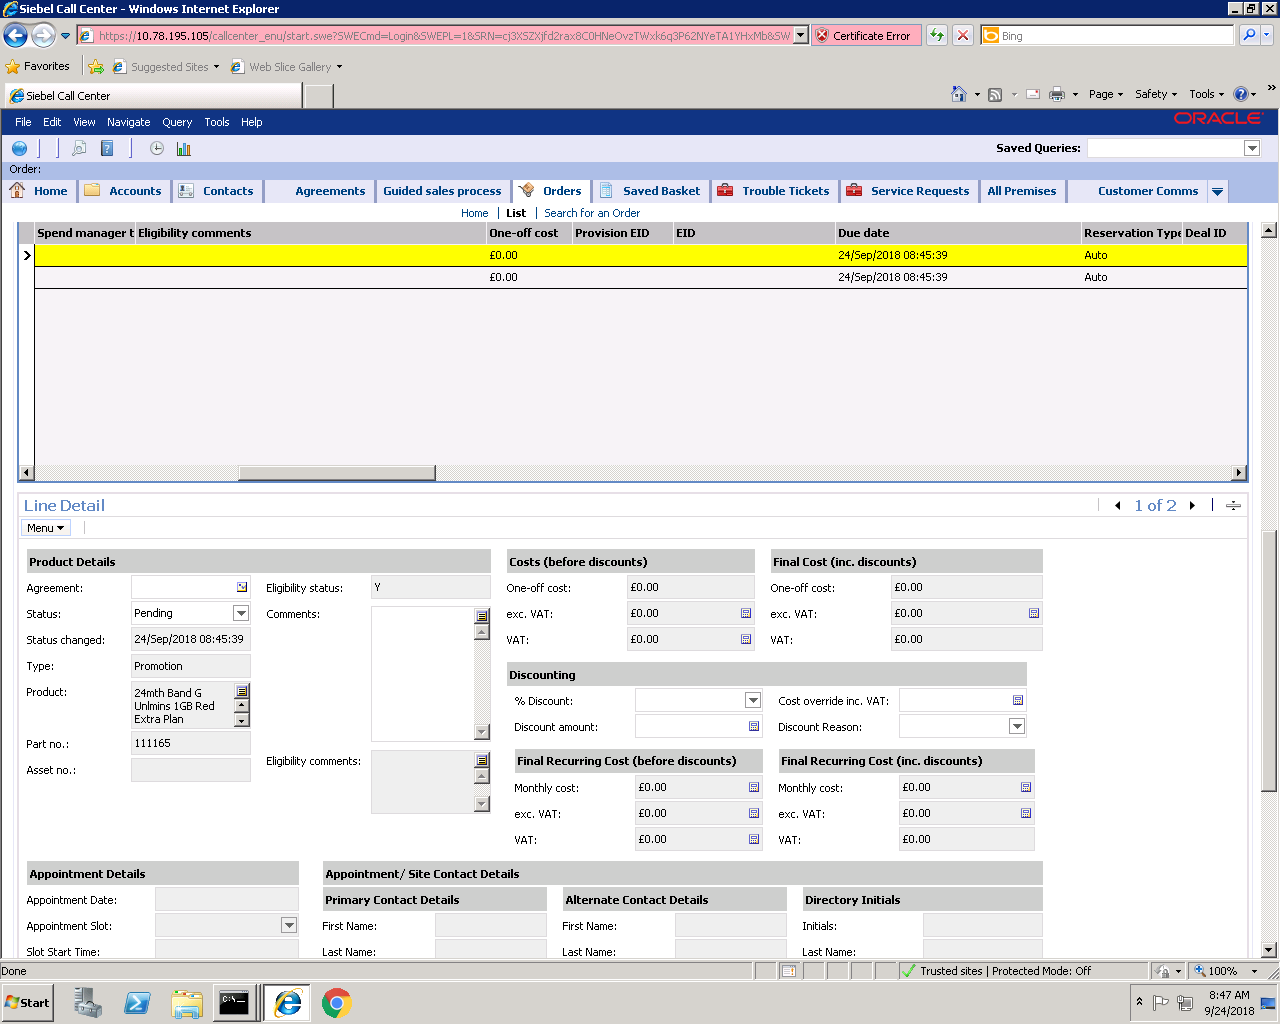 Siebel Call Center - Windows Internet Explorer
https://10.78.195.105/callcenter_enu/start.swe?SWECmd=Login&SWEPL=1&SRN=
Certificate Error
Bing
Favorites
Suggested Sites
Web Slice Gallery
Siebel Call Center
Page Safety Tools
File Edit View Navigate Query Tools Help
ORACLE
Saved Queries:
Order:
Home Accounts Contacts Agreements Guided sales process Orders Saved Basket Trouble Tickets Service Requests All Premises Customer Comms
Home | List | Search for an Order
Spend manager t Eligibility comments One-off cost Provision EID EID Due date Reservation Type Deal ID
£0.00 24/Sep/2018 08:45:39 Auto
£0.00 24/Sep/2018 08:45:39 Auto
Line Detail
1 of 2
Menu
Product Details Costs (before discounts) Final Cost (inc. discounts)
Agreement: Eligibility status: Y One-off cost: £0.00 One-off cost: £0.00
Status: Pending Comments: exc. VAT: £0.00 exc. VAT: £0.00
Status changed: 24/Sep/2018 08:45:39 VAT: £0.00 VAT: £0.00
Type: Promotion
Discounting
Product: 24mth Band G
Unlmins 1GB Red
Extra Plan
% Discount: Cost override inc. VAT:
Discount amount: Discount Reason:
Part no.: 111165
Asset no.:
Eligibility comments:
Final Recurring Cost (before discounts) Final Recurring Cost (inc. discounts)
Monthly cost: £0.00 Monthly cost: £0.00
exc. VAT: £0.00 exc. VAT: £0.00
VAT: £0.00 VAT: £0.00
Appointment Details Appointment/ Site Contact Details
Appointment Date: Primary Contact Details Alternate Contact Details Directory Initials
Appointment Slot: First Name: First Name: Initials:
Slot Start Time: Last Name: Last Name: Last Name:
Done
Trusted sites | Protected Mode: Off
100%
Start
C:\.
8:47 AM
9/24/2018